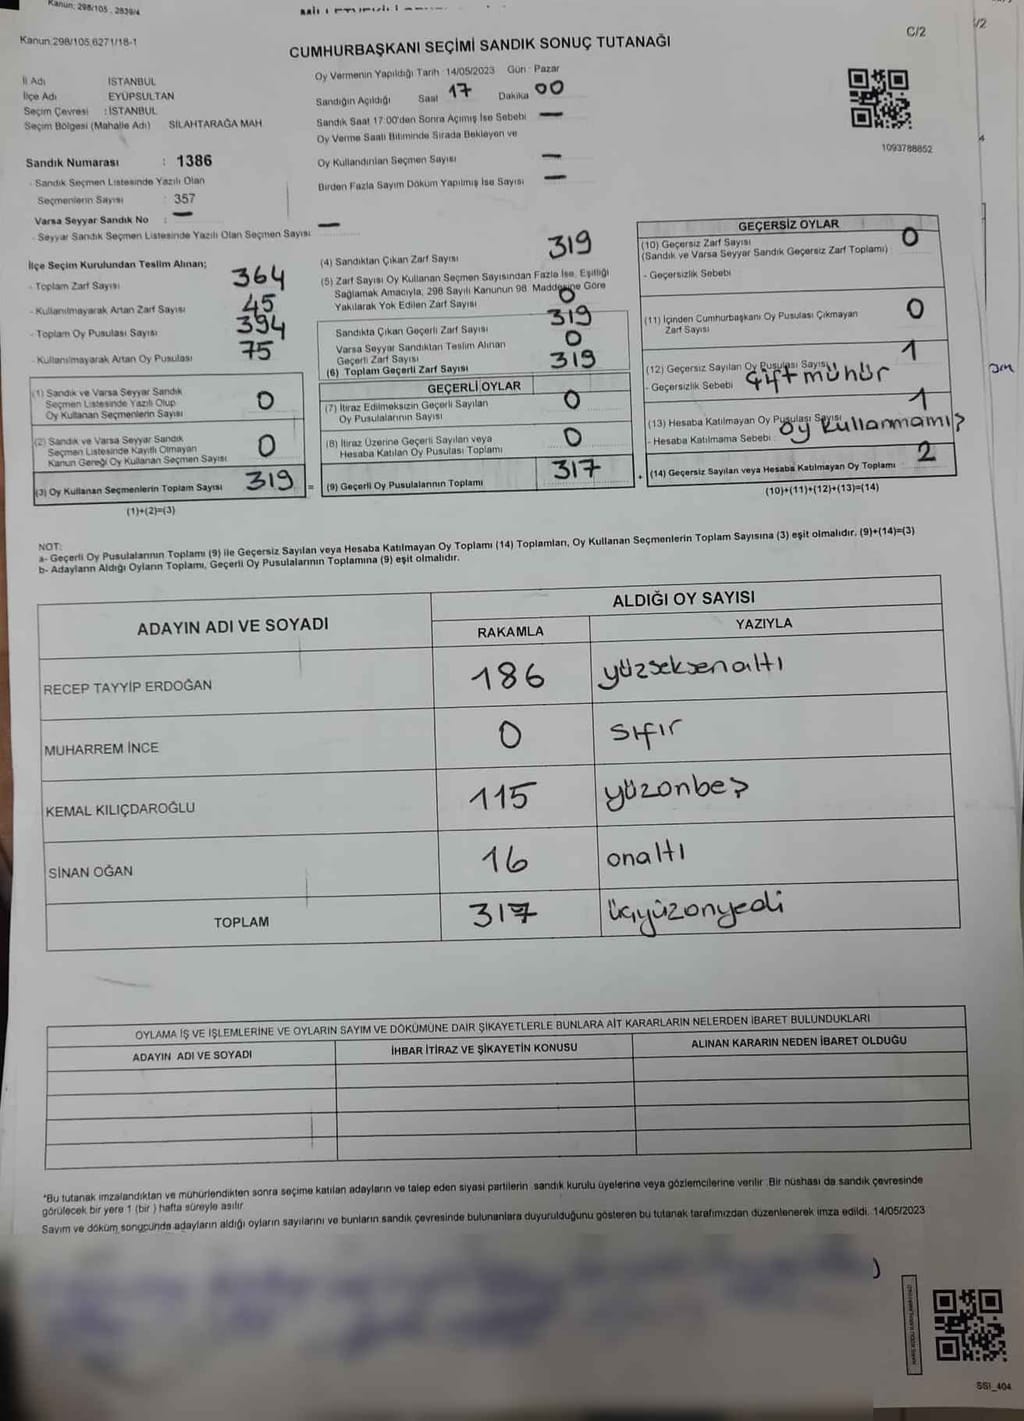 Kanun: 298/105, 2839/4
Kanun.298/105,6271/18-1
C/2
/2
CUMHURBAŞKANI SEÇİMİ SANDIK SONUÇ TUTANAĞI
İl Adı İSTANBUL
İlçe Adı EYÜPSULTAN
Seçim Çevresi : İSTANBUL
Seçim Bölgesi (Mahalle Adı) SİLAHTARAĞA MAH.
Oy Vermenin Yapıldığı Tarih : 14/05/2023 Gün : Pazar
Sandığın Açıldığı Saat 17 Dakika 00
Sandık Saat 17:00'den Sonra Açımış İse Sebebi —
Oy Verme Saati Bitiminde Sırada Bekleyen ve
Oy Kullandırılan Seçmen Sayısı —
Birden Fazla Sayım Döküm Yapılmış İse Sayısı —
1093788852
Sandık Numarası : 1386
- Sandık Seçmen Listesinde Yazılı Olan
Seçmenlerin Sayısı : 357
Varsa Seyyar Sandık No : —
- Seyyar Sandık Seçmen Listesinde Yazılı Olan Seçmen Sayısı —
İlçe Seçim Kurulundan Teslim Alınan;
- Toplam Zarf Sayısı 364
- Kullanılmayarak Artan Zarf Sayısı 45
- Toplam Oy Pusulası Sayısı 394
- Kullanılmayarak Artan Oy Pusulası 75
(1) Sandık ve Varsa Seyyar Sandık
Seçmen Listesinde Yazılı Olup
Oy Kullanan Seçmenlerin Sayısı 0
(2) Sandık ve Varsa Seyyar Sandık
Seçmen Listesinde Kayıtlı Olmayan
Kanun Gereği Oy Kullanan Seçmen Sayısı 0
(3) Oy Kullanan Seçmenlerin Toplam Sayısı 319 =
(1)+(2)=(3)
(4) Sandıktan Çıkan Zarf Sayısı 319
(5) Zarf Sayısı Oy Kullanan Seçmen Sayısından Fazla İse, Eşitliği
Sağlamak Amacıyla, 298 Sayılı Kanunun 98. Maddesine Göre
Yakılarak Yok Edilen Zarf Sayısı 0
Sandıkta Çıkan Geçerli Zarf Sayısı 319
Varsa Seyyar Sandıktan Teslim Alınan
Geçerli Zarf Sayısı 0
(6) Toplam Geçerli Zarf Sayısı 319
GEÇERLİ OYLAR
(7) İtiraz Edilmeksizin Geçerli Sayılan
Oy Pusulalarının Sayısı 0
(8) İtiraz Üzerine Geçerli Sayılan veya
Hesaba Katılan Oy Pusulası Toplamı 0
(9) Geçerli Oy Pusulalarının Toplamı 317
GEÇERSİZ OYLAR
(10) Geçersiz Zarf Sayısı 0
(Sandık ve Varsa Seyyar Sandık Geçersiz Zarf Toplamı)
- Geçersizlik Sebebi
(11) İçinden Cumhurbaşkanı Oy Pusulası Çıkmayan
Zarf Sayısı 0
(12) Geçersiz Sayılan Oy Pusulası Sayısı 1
- Geçersizlik Sebebi Çift mühür
(13) Hesaba Katılmayan Oy Pusulası Sayısı 1
- Hesaba Katılmama Sebebi : Oy kullanmamış
(14) Geçersiz Sayılan veya Hesaba Katılmayan Oy Toplamı 2
(10)+(11)+(12)+(13)=(14)
NOT:
a- Geçerli Oy Pusulalarının Toplamı (9) ile Geçersiz Sayılan veya Hesaba Katılmayan Oy Toplamı (14) Toplamları, Oy Kullanan Seçmenlerin Toplam Sayısına (3) eşit olmalıdır. (9)+(14)=(3)
b- Adayların Aldığı Oyların Toplamı, Geçerli Oy Pusulalarının Toplamına (9) eşit olmalıdır.
ADAYIN ADI VE SOYADI ALDIĞI OY SAYISI
RAKAMLA YAZIYLA
RECEP TAYYİP ERDOĞAN 186 yüzseksenaltı
MUHARREM İNCE 0 sıfır
KEMAL KILIÇDAROĞLU 115 yüzonbeş
SİNAN OĞAN 16 onaltı
TOPLAM 317 üçyüzonyedi
OYLAMA İŞ VE İŞLEMLERİNE VE OYLARIN SAYIM VE DÖKÜMÜNE DAİR ŞİKAYETLERLE BUNLARA AİT KARARLARIN NELERDEN İBARET BULUNDUKLARI
ADAYIN ADI VE SOYADI İHBAR İTİRAZ VE ŞİKAYETİN KONUSU ALINAN KARARIN NEDEN İBARET OLDUĞU
*Bu tutanak imzalandıktan ve mühürlendikten sonra seçime katılan adayların ve talep eden siyasi partilerin sandık kurulu üyelerine veya gözlemcilerine verilir. Bir nüshası da sandık çevresinde
görülecek bir yere 1 (bir ) hafta süreyle asılır.
Sayım ve döküm sonçunda adayların aldığı oyların sayılarını ve bunların sandık çevresinde bulunanlara duyurulduğunu gösteren bu tutanak tarafımızdan düzenlenerek imza edildi. 14/05/2023
SSI_404